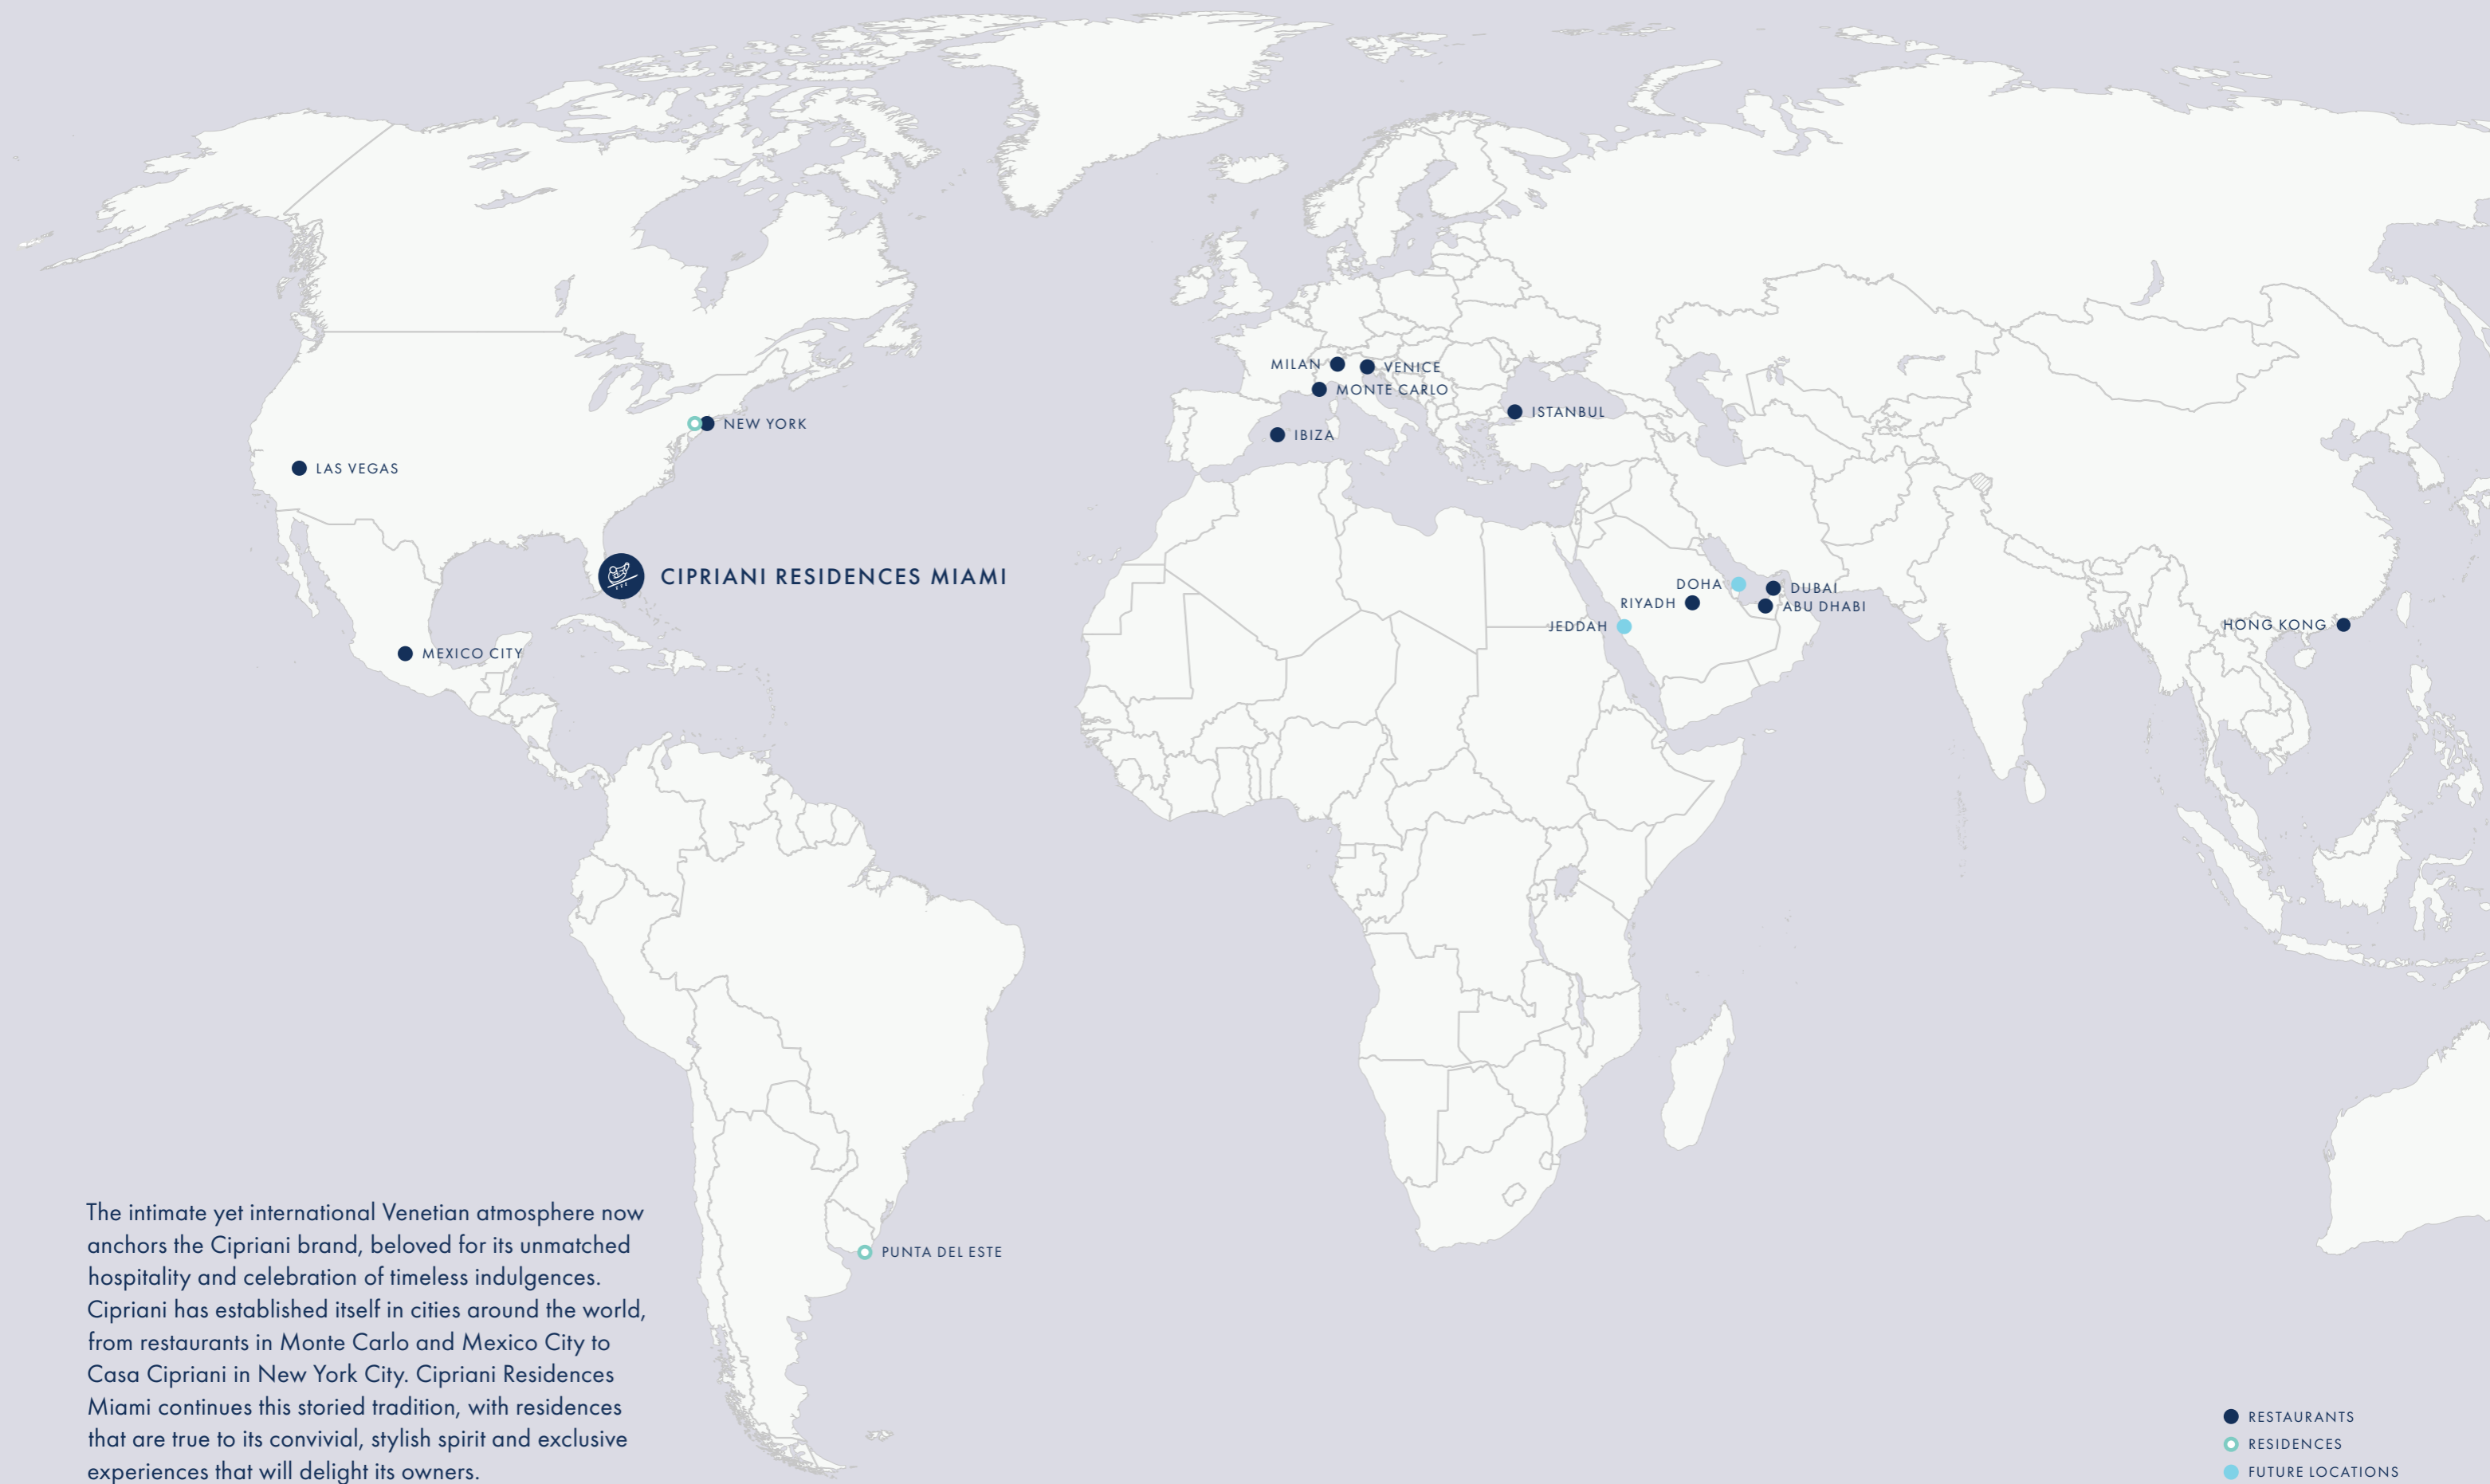 MILAN
VENICE
MONTE CARLO
NEW YORK
ISTANBUL
IBIZA
LAS VEGAS
CIPRIANI RESIDENCES MIAMI
DOHA
DUBAI
RIYADH
ABU DHABI
JEDDAH
HONG KONG
MEXICO CITY
The intimate yet international Venetian atmosphere now
anchors the Cipriani brand, beloved for its unmatched
hospitality and celebration of timeless indulgences.
Cipriani has established itself in cities around the world,
from restaurants in Monte Carlo and Mexico City to
Casa Cipriani in New York City. Cipriani Residences
Miami continues this storied tradition, with residences
that are true to its convivial, stylish spirit and exclusive
experiences that will delight its owners.
PUNTA DEL ESTE
RESTAURANTS
RESIDENCES
FUTURE LOCATIONS